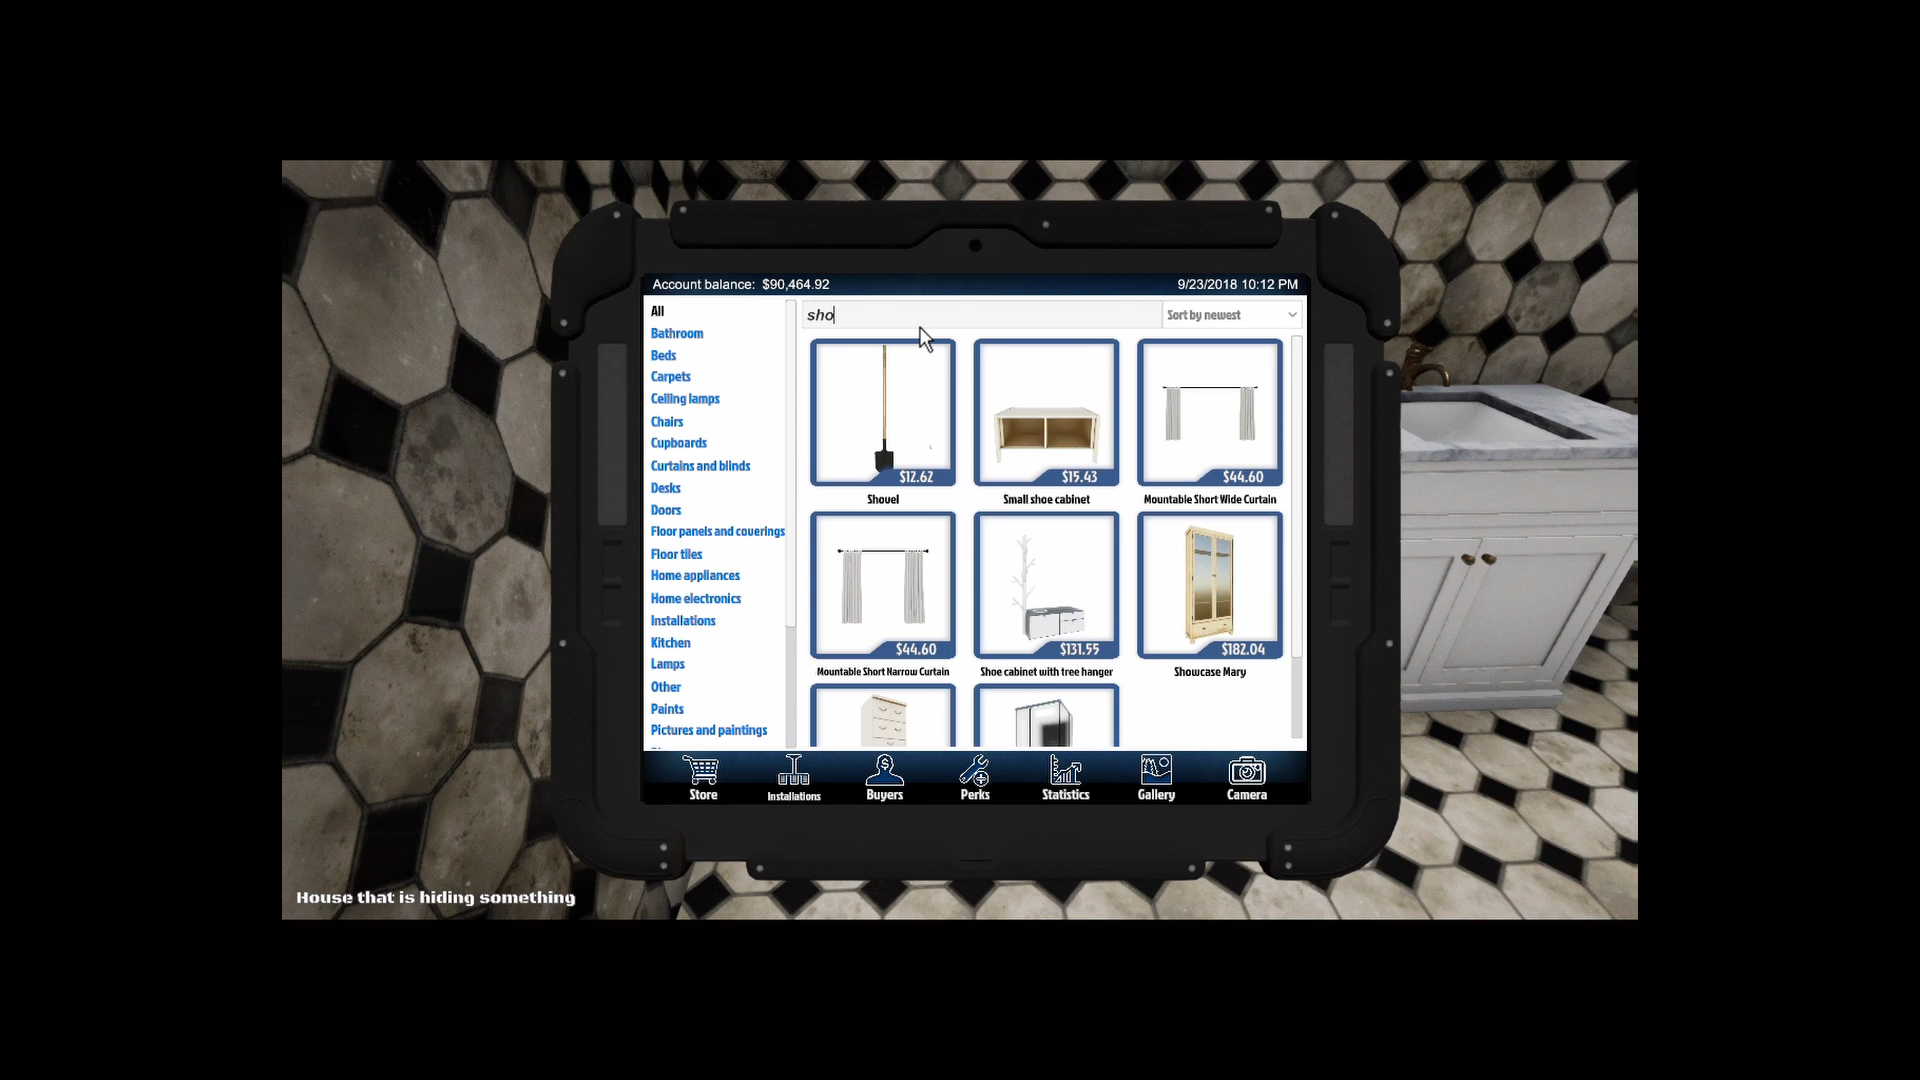 Account balance: $90,464.92
9/23/2018 10:12 PM
All
Bathroom
Beds
Carpets
Ceiling lamps
Chairs
Cupboards
Curtains and blinds
Desks
Doors
Floor panels and coverings
Floor tiles
Home appliances
Home electronics
Installations
Kitchen
Lamps
Other
Paints
Pictures and paintings
sho
Sort by newest
$12.62
$15.43
$44.60
Shovel
Small shoe cabinet
Mountable Short Wide Curtain
$44.60
$131.55
$182.04
Mountable Short Narrow Curtain
Shoe cabinet with tree hanger
Showcase Mary
Store
Installations
Buyers
Perks
Statistics
Gallery
Camera
House that is hiding something